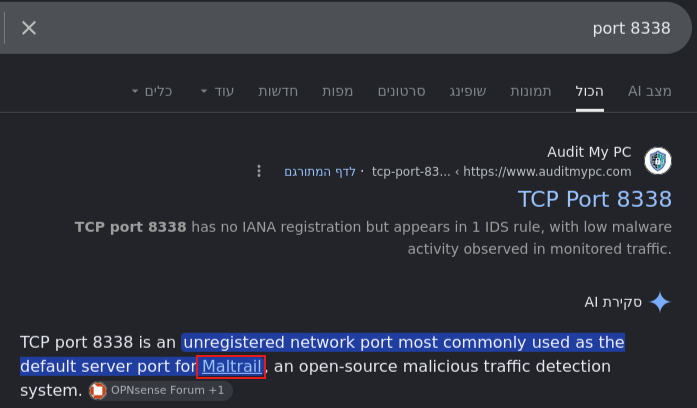 port 8338
מצב AI הכול תמונות שופינג סרטונים מפות חדשות עוד כלים
Audit My PC
https://www.auditmypc.com › tcp-port-83... · לדף המתורגם
TCP Port 8338
TCP port 8338 has no IANA registration but appears in 1 IDS rule, with low malware
activity observed in monitored traffic.
סקירת AI
TCP port 8338 is an unregistered network port most commonly used as the
default server port for Maltrail, an open-source malicious traffic detection
system. OPNsense Forum +1